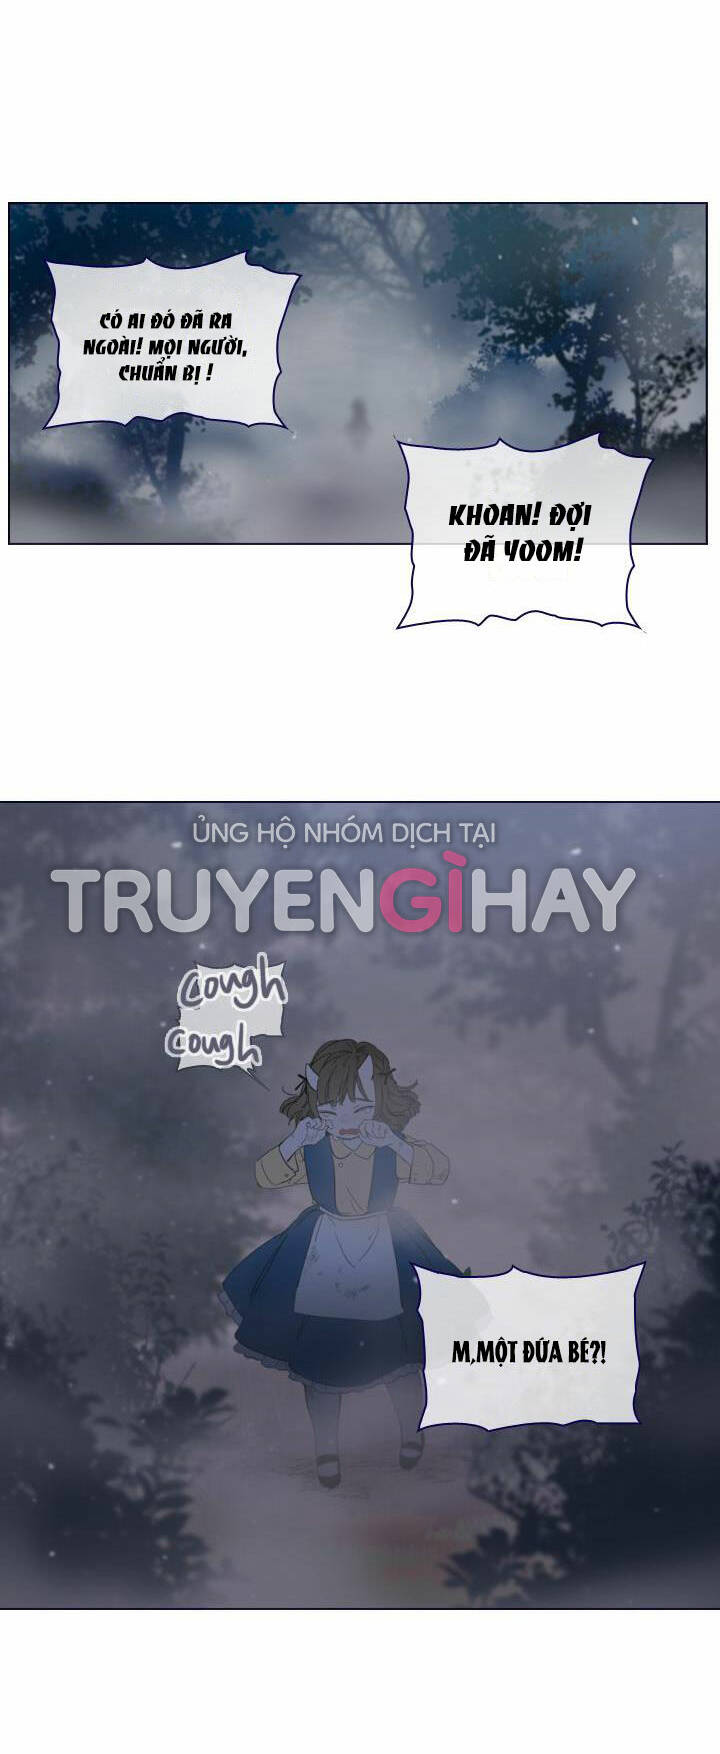 CÓ AI ĐÓ ĐÃ RA
NGOÀI! MỌI NGƯỜI,
CHUẨN BỊ !
KHOAN! ĐỢI
ĐÃ YOOM!
ỦNG HỘ NHÓM DỊCH TẠI
TRUYENGÌHAY
Cough
cough
M,MỘT ĐỨA BÉ?!